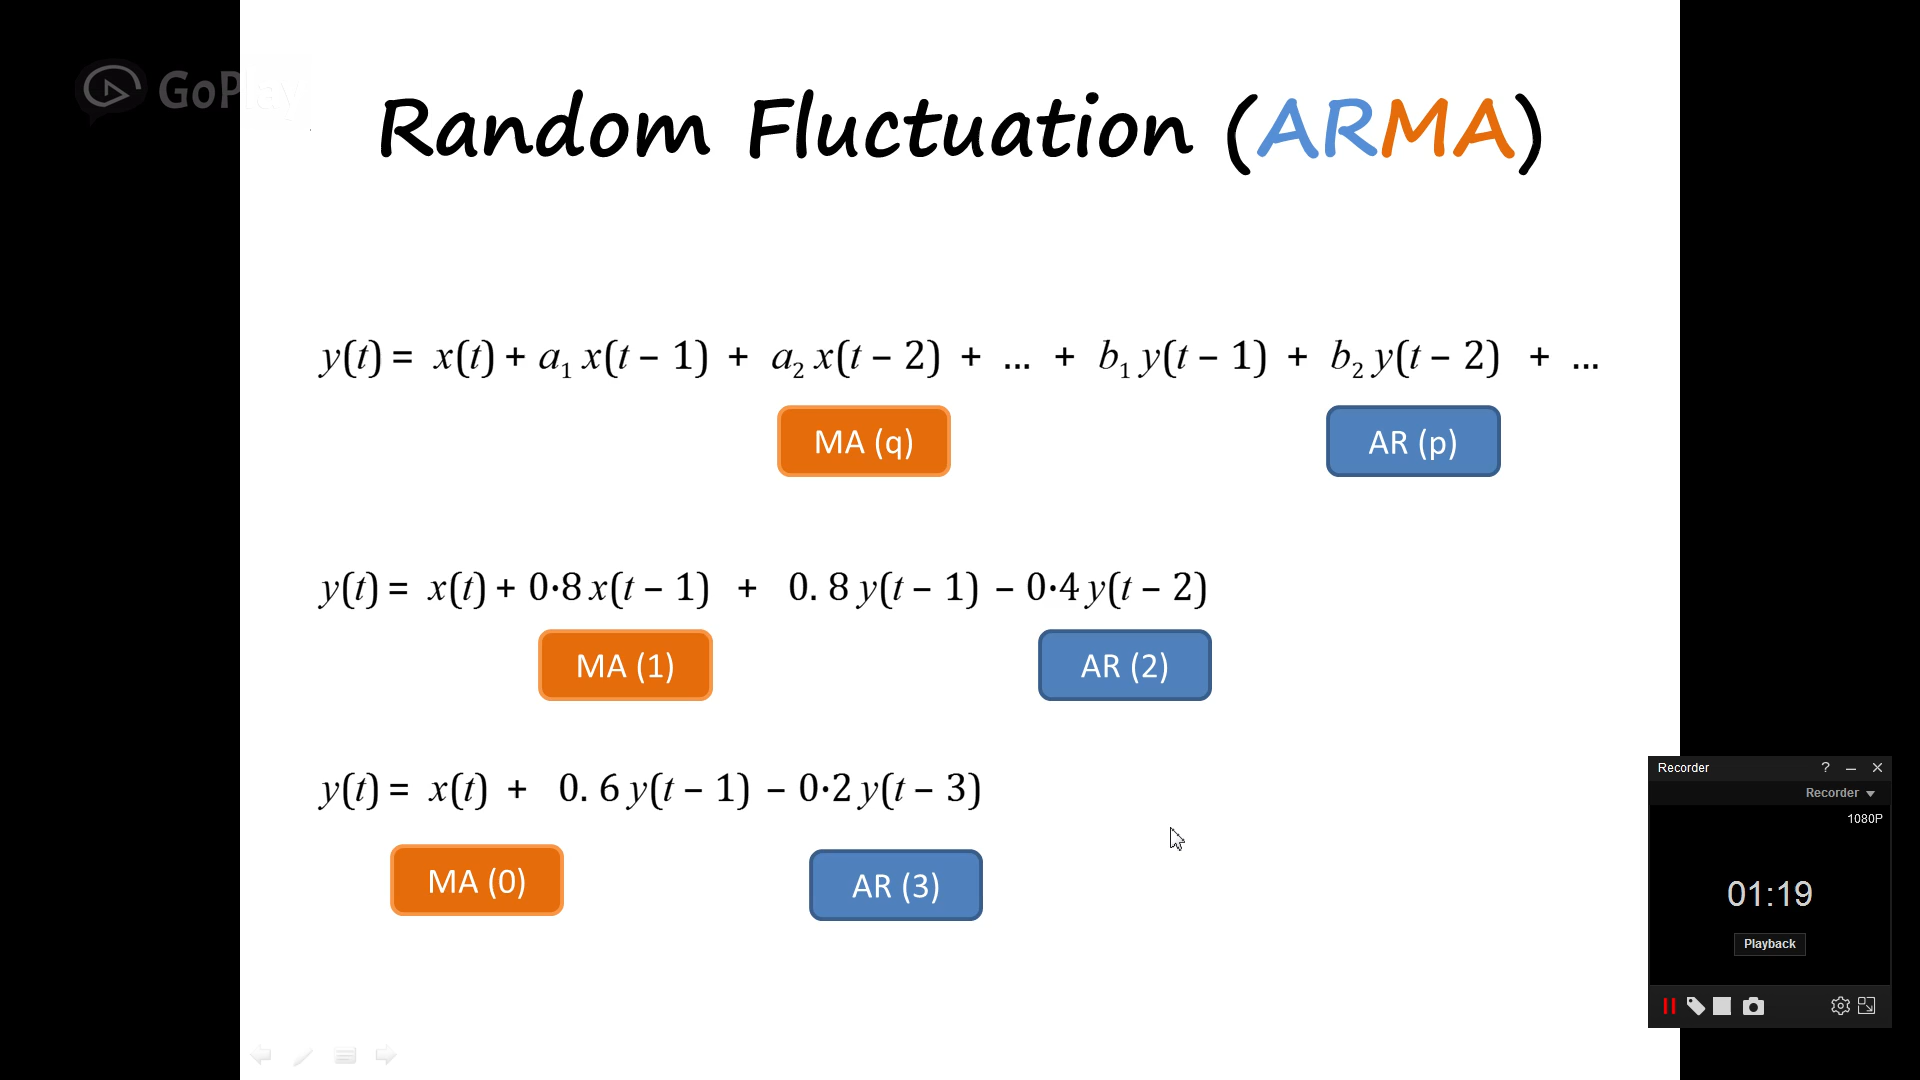 GoPlay
Random Fluctuation (ARMA)
y(t) = x(t) + a₁ x(t − 1) + a₂ x(t − 2) + ... + b₁ y(t − 1) + b₂ y(t − 2) + ...
MA (q) AR (p)
y(t) = x(t) + 0·8 x(t − 1) + 0. 8 y(t − 1) − 0·4 y(t − 2)
MA (1) AR (2)
y(t) = x(t) + 0. 6 y(t − 1) − 0·2 y(t − 3)
MA (0) AR (3)
Recorder ?
Recorder
1080P
01:19
Playback